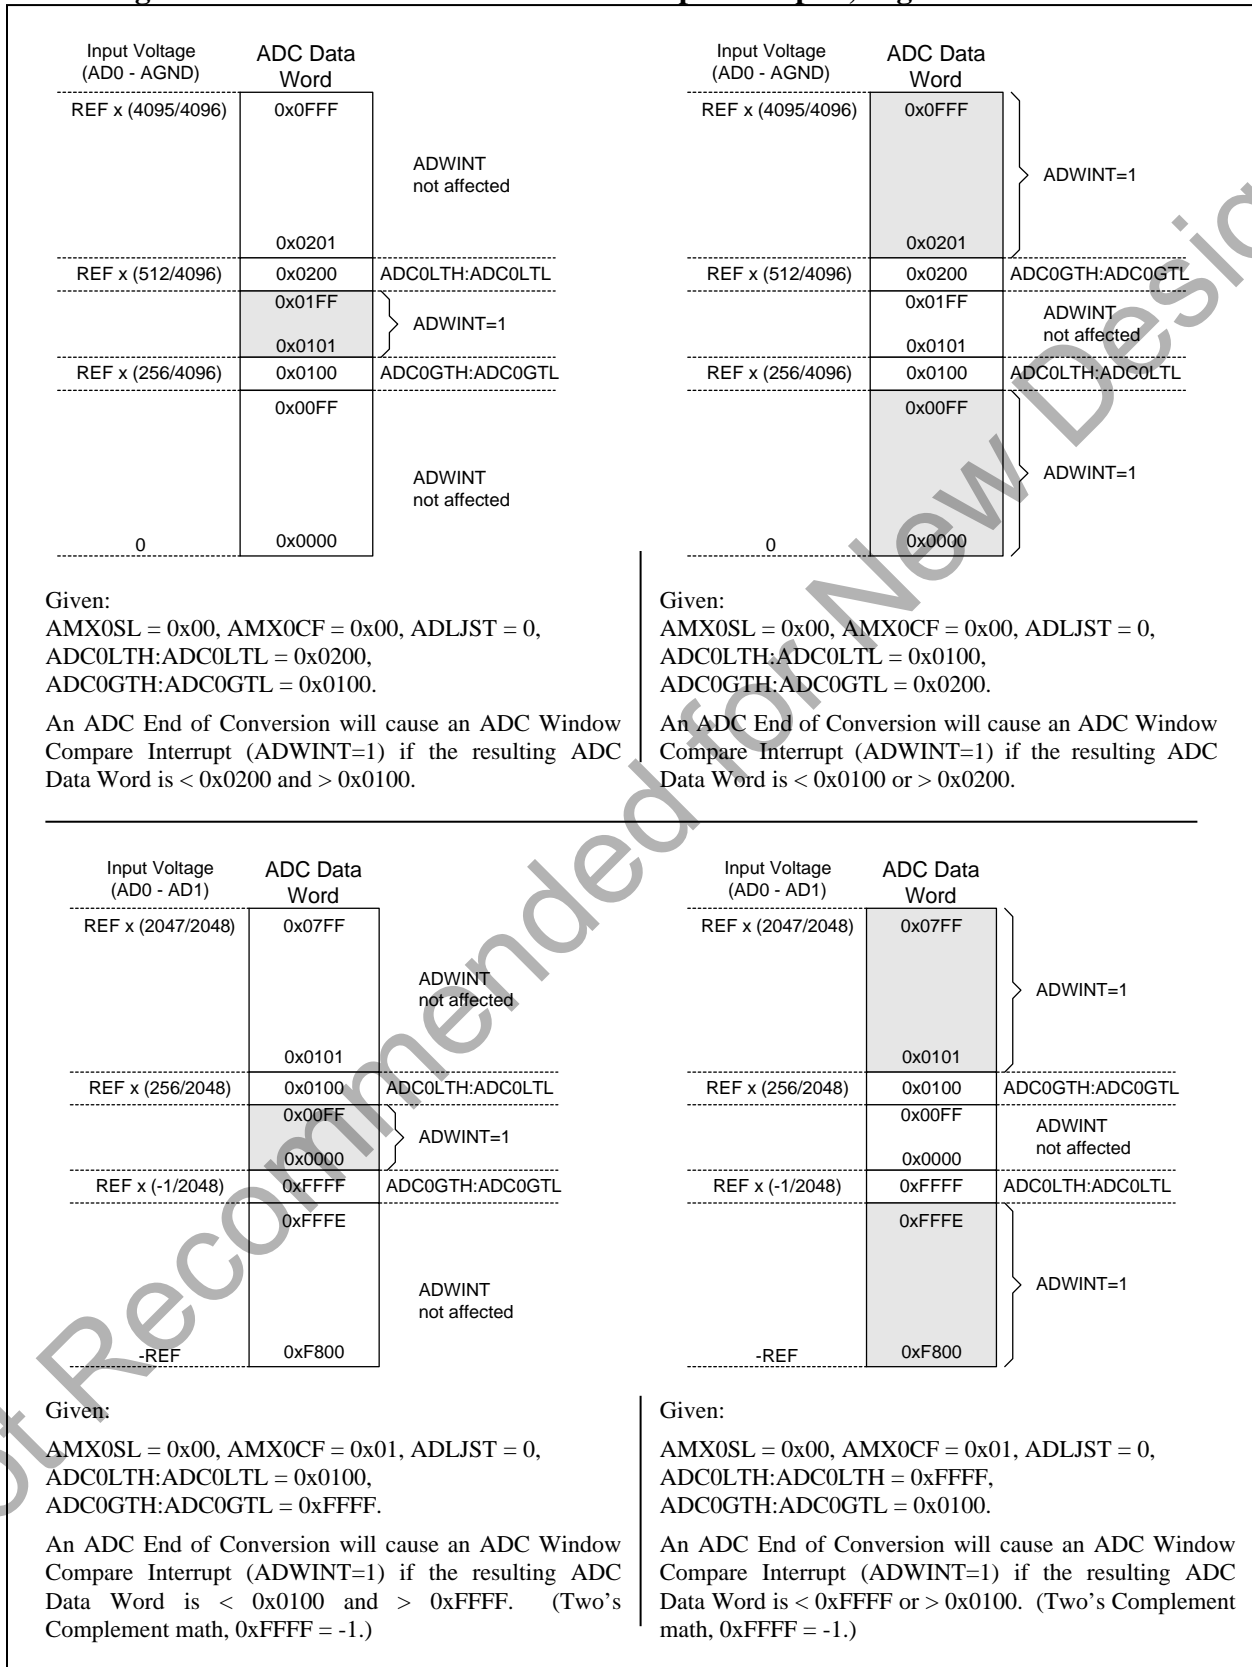 Input Voltage
(AD0 - AGND)
ADC Data
Word
REF x (4095/4096)
0x0FFF
ADWINT
not affected
0x0201
REF x (512/4096)
0x0200
ADC0LTH:ADC0LTL
0x01FF
ADWINT=1
0x0101
REF x (256/4096)
0x0100
ADC0GTH:ADC0GTL
0x00FF
ADWINT
not affected
0
0x0000
Given:
AMX0SL = 0x00, AMX0CF = 0x00, ADLJST = 0,
ADC0LTH:ADC0LTL = 0x0200,
ADC0GTH:ADC0GTL = 0x0100.
An ADC End of Conversion will cause an ADC Window
Compare Interrupt (ADWINT=1) if the resulting ADC
Data Word is < 0x0200 and > 0x0100.
Input Voltage
(AD0 - AGND)
ADC Data
Word
REF x (4095/4096)
0x0FFF
ADWINT=1
0x0201
REF x (512/4096)
0x0200
ADC0GTH:ADC0GTL
0x01FF
ADWINT
not affected
0x0101
REF x (256/4096)
0x0100
ADC0LTH:ADC0LTL
0x00FF
ADWINT=1
0
0x0000
Given:
AMX0SL = 0x00, AMX0CF = 0x00, ADLJST = 0,
ADC0LTH:ADC0LTL = 0x0100,
ADC0GTH:ADC0GTL = 0x0200.
An ADC End of Conversion will cause an ADC Window
Compare Interrupt (ADWINT=1) if the resulting ADC
Data Word is < 0x0100 or > 0x0200.
Input Voltage
(AD0 - AD1)
ADC Data
Word
REF x (2047/2048)
0x07FF
ADWINT
not affected
0x0101
REF x (256/2048)
0x0100
ADC0LTH:ADC0LTL
0x00FF
ADWINT=1
0x0000
REF x (-1/2048)
0xFFFF
ADC0GTH:ADC0GTL
0xFFFE
ADWINT
not affected
-REF
0xF800
Given:
AMX0SL = 0x00, AMX0CF = 0x01, ADLJST = 0,
ADC0LTH:ADC0LTL = 0x0100,
ADC0GTH:ADC0GTL = 0xFFFF.
An ADC End of Conversion will cause an ADC Window
Compare Interrupt (ADWINT=1) if the resulting ADC
Data Word is < 0x0100 and > 0xFFFF. (Two's
Complement math, 0xFFFF = -1.)
Input Voltage
(AD0 - AD1)
ADC Data
Word
REF x (2047/2048)
0x07FF
ADWINT=1
0x0101
REF x (256/2048)
0x0100
ADC0GTH:ADC0GTL
0x00FF
ADWINT
not affected
0x0000
REF x (-1/2048)
0xFFFF
ADC0LTH:ADC0LTL
0xFFFE
ADWINT=1
-REF
0xF800
Given:
AMX0SL = 0x00, AMX0CF = 0x01, ADLJST = 0,
ADC0LTH:ADC0LTH = 0xFFFF,
ADC0GTH:ADC0GTL = 0x0100.
An ADC End of Conversion will cause an ADC Window
Compare Interrupt (ADWINT=1) if the resulting ADC
Data Word is < 0xFFFF or > 0x0100. (Two's Complement
math, 0xFFFF = -1.)
Recommended for New